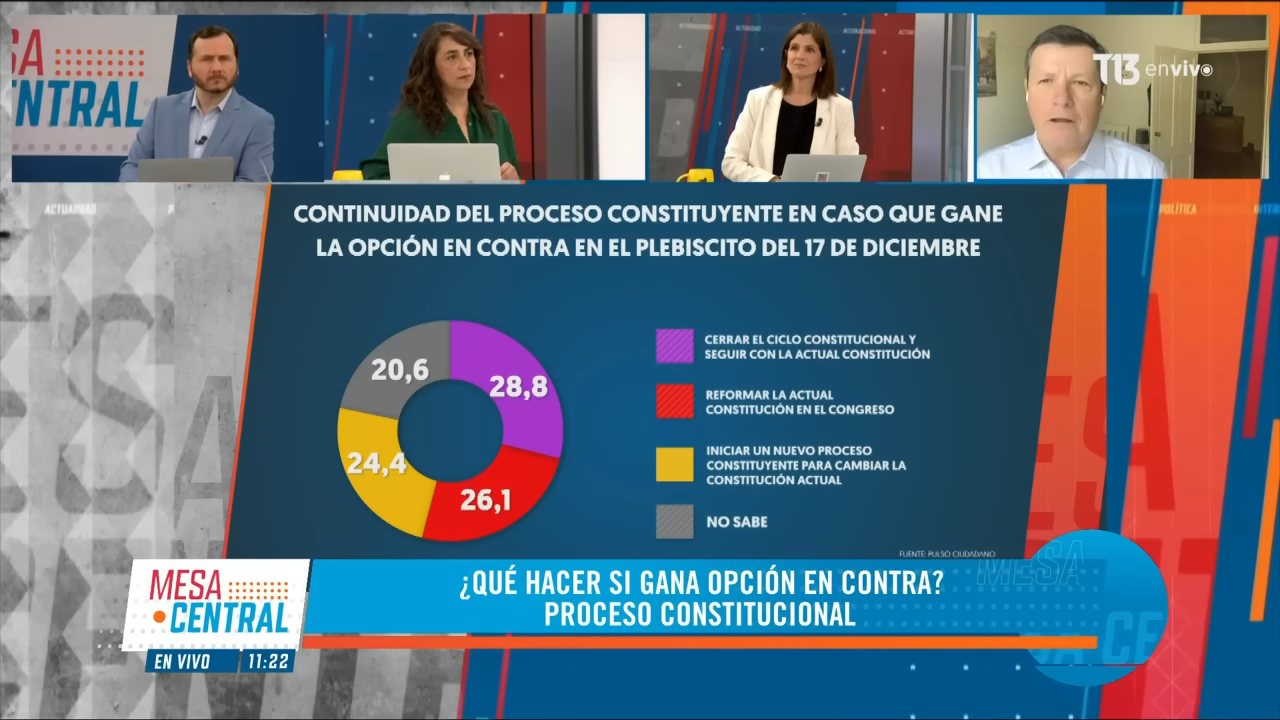 MESA
CENTRAL
T13 en vivo
ACTUALIDAD
POLÍTICA
CONTINUIDAD DEL PROCESO CONSTITUYENTE EN CASO QUE GANE
LA OPCIÓN EN CONTRA EN EL PLEBISCITO DEL 17 DE DICIEMBRE
20,6
28,8
24,4
26,1
CERRAR EL CICLO CONSTITUCIONAL Y
SEGUIR CON LA ACTUAL CONSTITUCIÓN
REFORMAR LA ACTUAL
CONSTITUCIÓN EN EL CONGRESO
INICIAR UN NUEVO PROCESO
CONSTITUYENTE PARA CAMBIAR LA
CONSTITUCIÓN ACTUAL
NO SABE
FUENTE: PULSO CIUDADANO
MESA
CENTRAL
¿QUÉ HACER SI GANA OPCIÓN EN CONTRA?
PROCESO CONSTITUCIONAL
EN VIVO 11:22
MESA